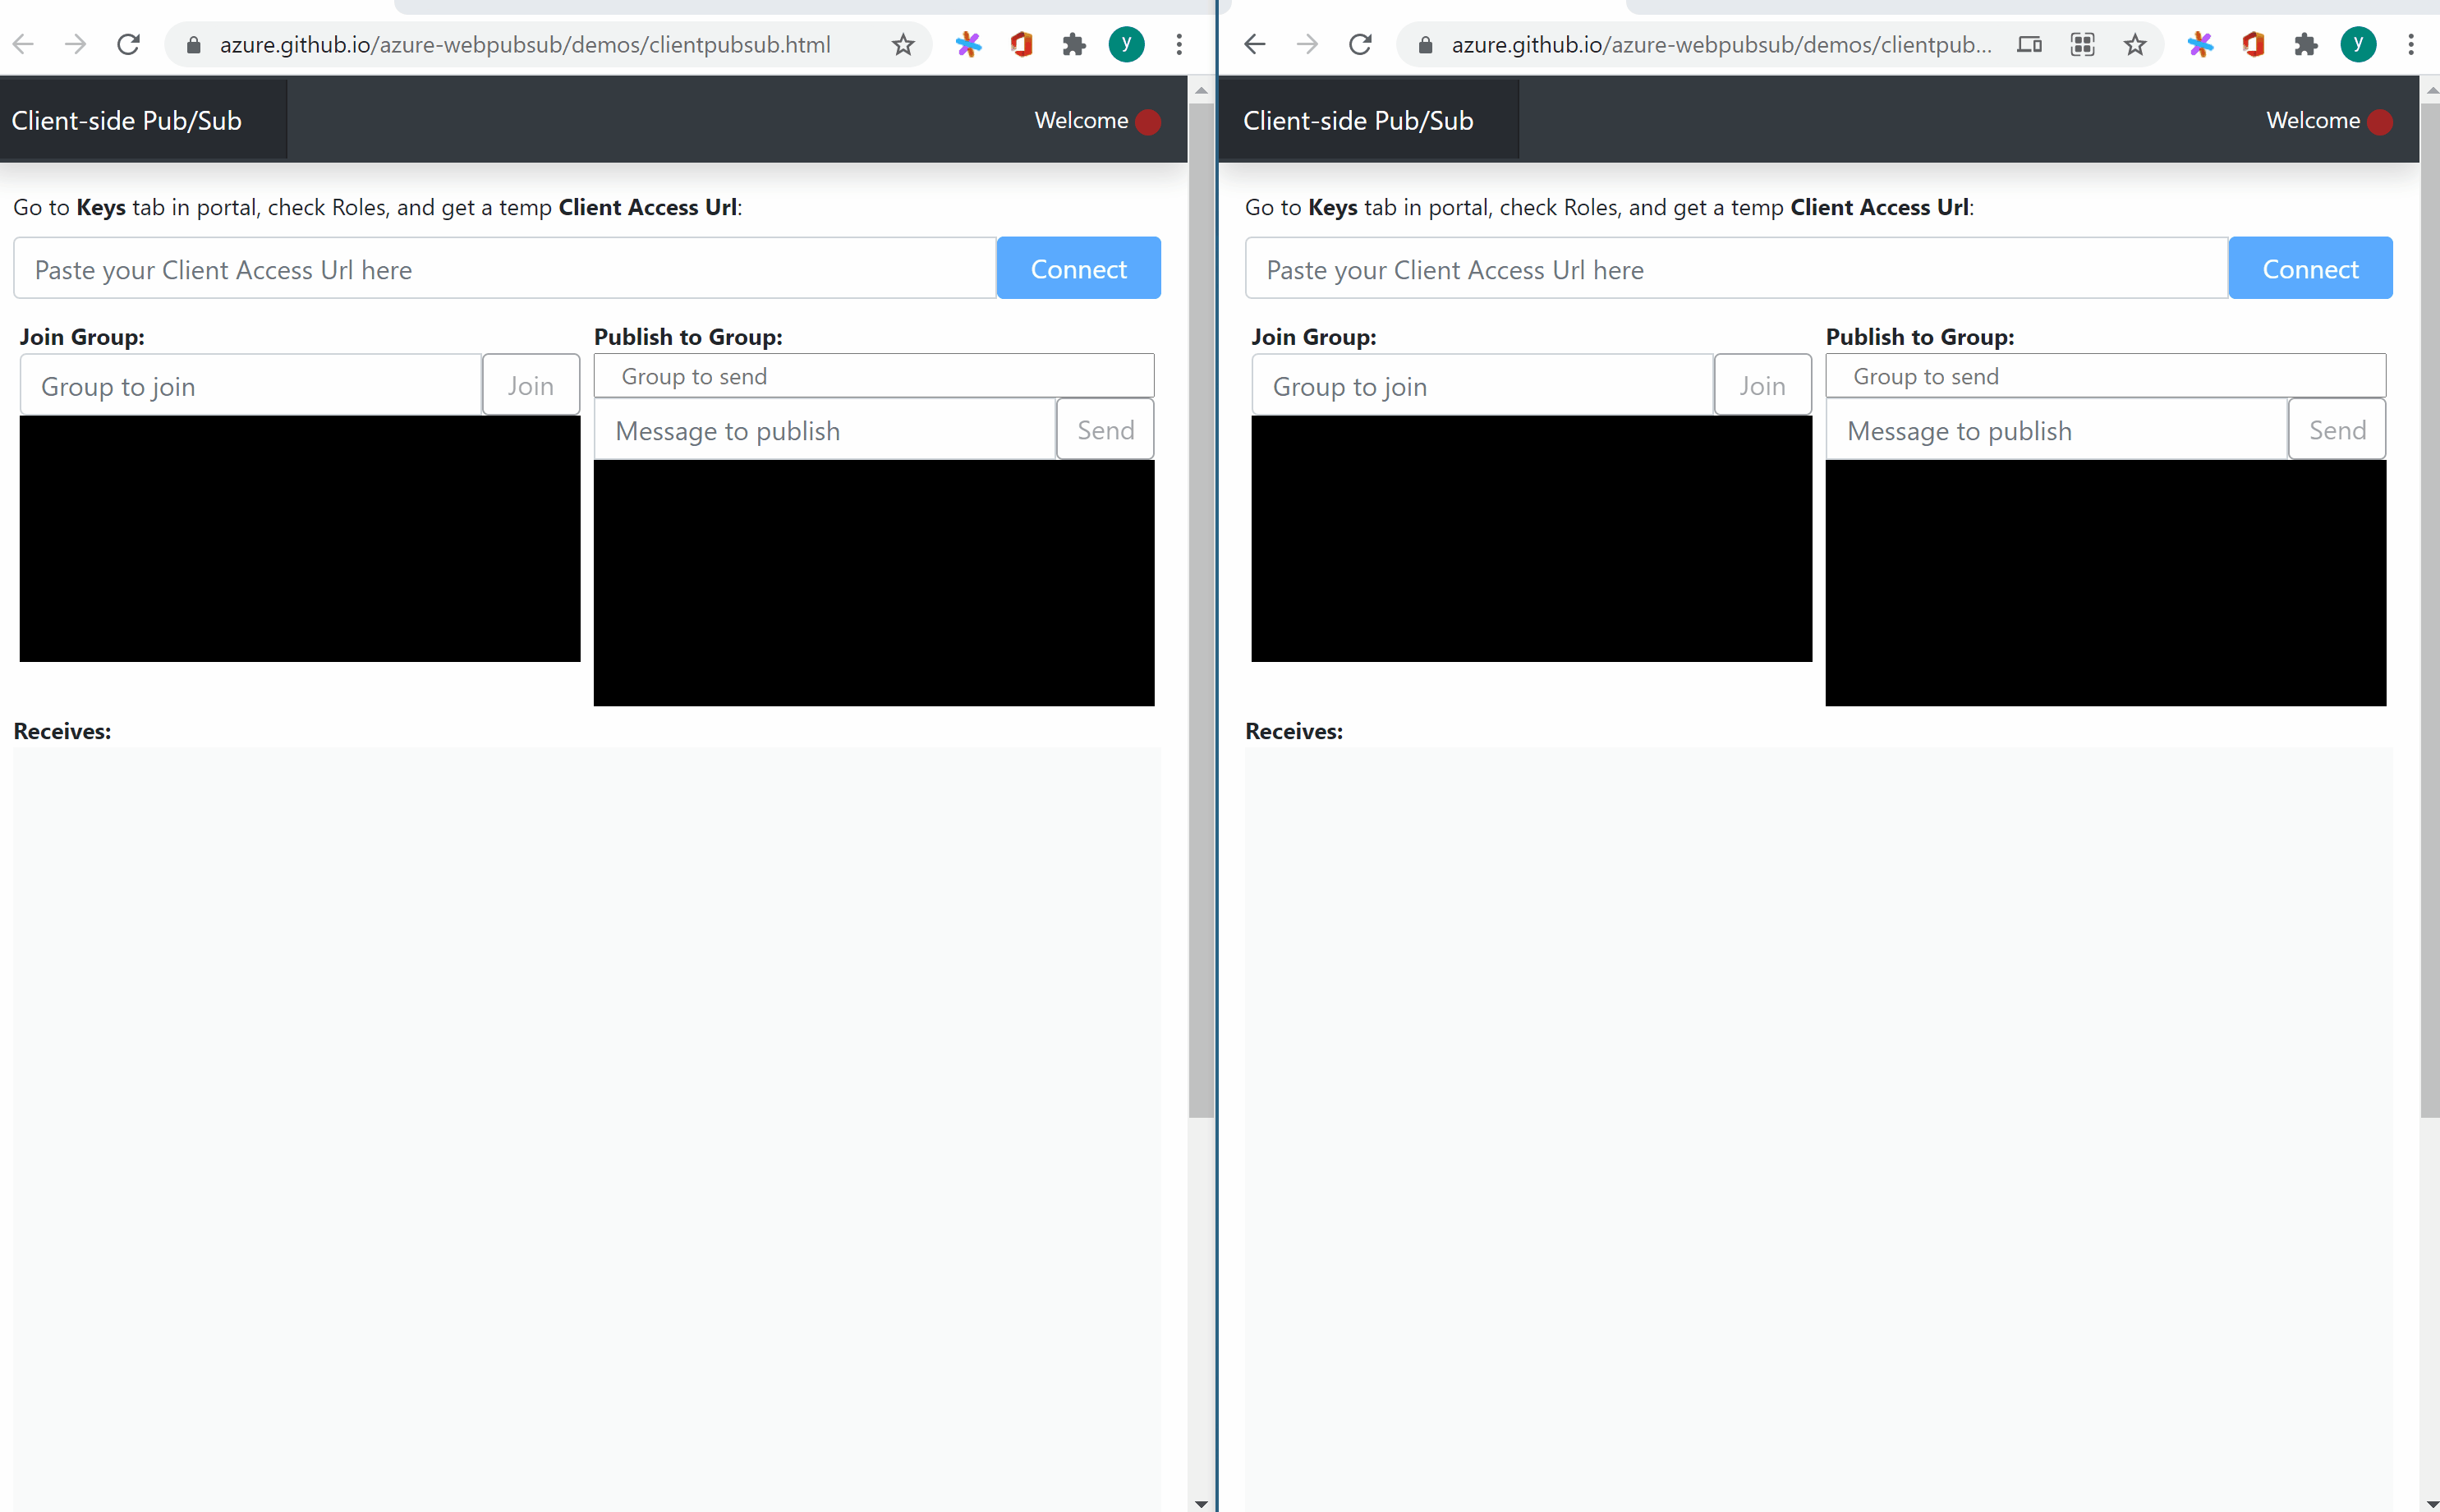 azure.github.io/azure-webpubsub/demos/clientpubsub.html
y
Client-side Pub/Sub
Welcome
Go to Keys tab in portal, check Roles, and get a temp Client Access Url:
Paste your Client Access Url here
Connect
Join Group:
Group to join
Join
Publish to Group:
Group to send
Message to publish
Send
Receives:
azure.github.io/azure-webpubsub/demos/clientpub...
y
Client-side Pub/Sub
Welcome
Go to Keys tab in portal, check Roles, and get a temp Client Access Url:
Paste your Client Access Url here
Connect
Join Group:
Group to join
Join
Publish to Group:
Group to send
Message to publish
Send
Receives: